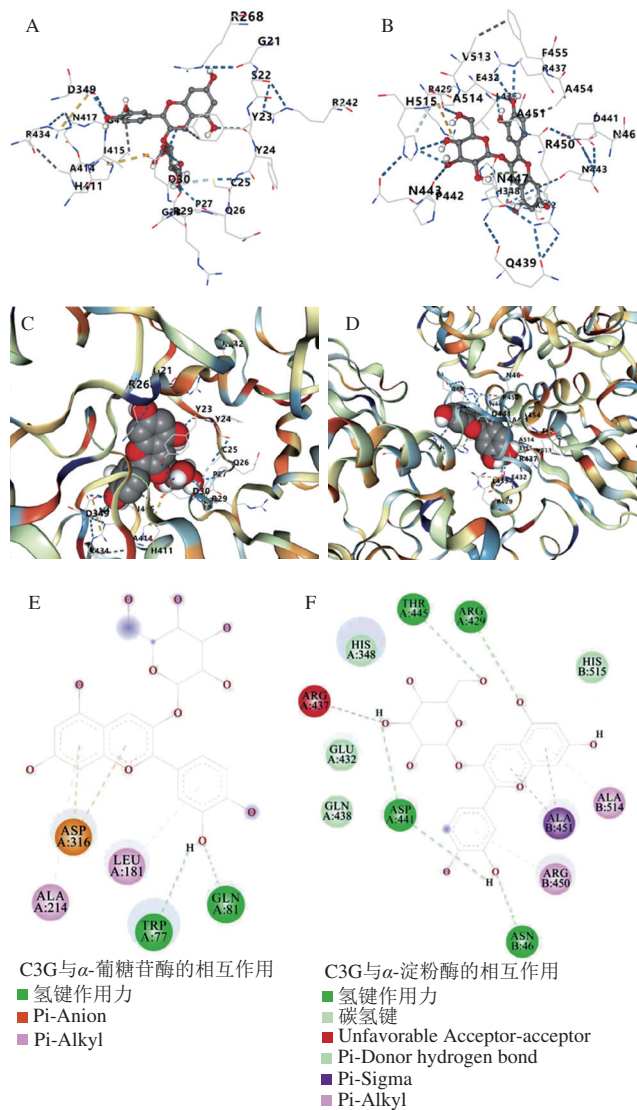 A
R268
G21
S22
D349
Y23
R242
R434
N417
I415
Y24
A414
H411
D30
C25
P27
R29
Q26
B
V513
F455
E432
R437
R429
A514
A454
H515
A451
D441
N46
R450
N443
N443
P442
N447
H348
Q439
C
R26
Y23
Y24
C25
Q26
P27
D30
R29
D349
A414
H411
R434
D
N46
R450
D441
A514
R437
E432
R429
E
ASP
A:316
LEU
A:181
ALA
A:214
TRP
A:77
GLN
A:81
H
O
C3G与α-葡糖苷酶的相互作用
氢键作用力
Pi-Anion
Pi-Alkyl
F
THR
A:445
ARG
A:429
HIS
A:348
HIS
B:515
ARG
A:437
GLU
A:432
GLN
A:438
ASP
A:441
ALA
B:451
ALA
B:514
ARG
B:450
ASN
B:46
H
O
C3G与α-淀粉酶的相互作用
氢键作用力
碳氢键
Unfavorable Acceptor-acceptor
Pi-Donor hydrogen bond
Pi-Sigma
Pi-Alkyl